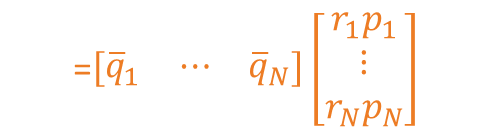 =[q̄₁ ⋯ q̄_N] [r₁p₁ ⋮ r_Np_N]